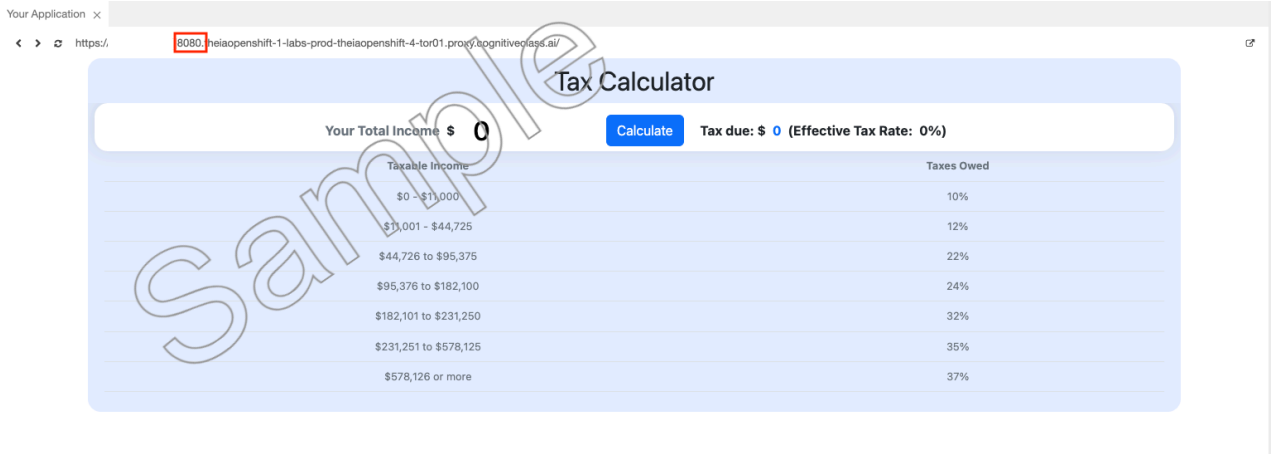 Your Application ×
https:/ 8080.theiaopenshift-1-labs-prod-theiaopenshift-4-tor01.proxy.cognitiveclass.ai/
Tax Calculator
Your Total Income $ 0 Calculate Tax due: $ 0 (Effective Tax Rate: 0%)
Taxable Income Taxes Owed
$0 - $11,000 10%
$11,001 - $44,725 12%
$44,726 to $95,375 22%
$95,376 to $182,100 24%
$182,101 to $231,250 32%
$231,251 to $578,125 35%
$578,126 or more 37%
Sample